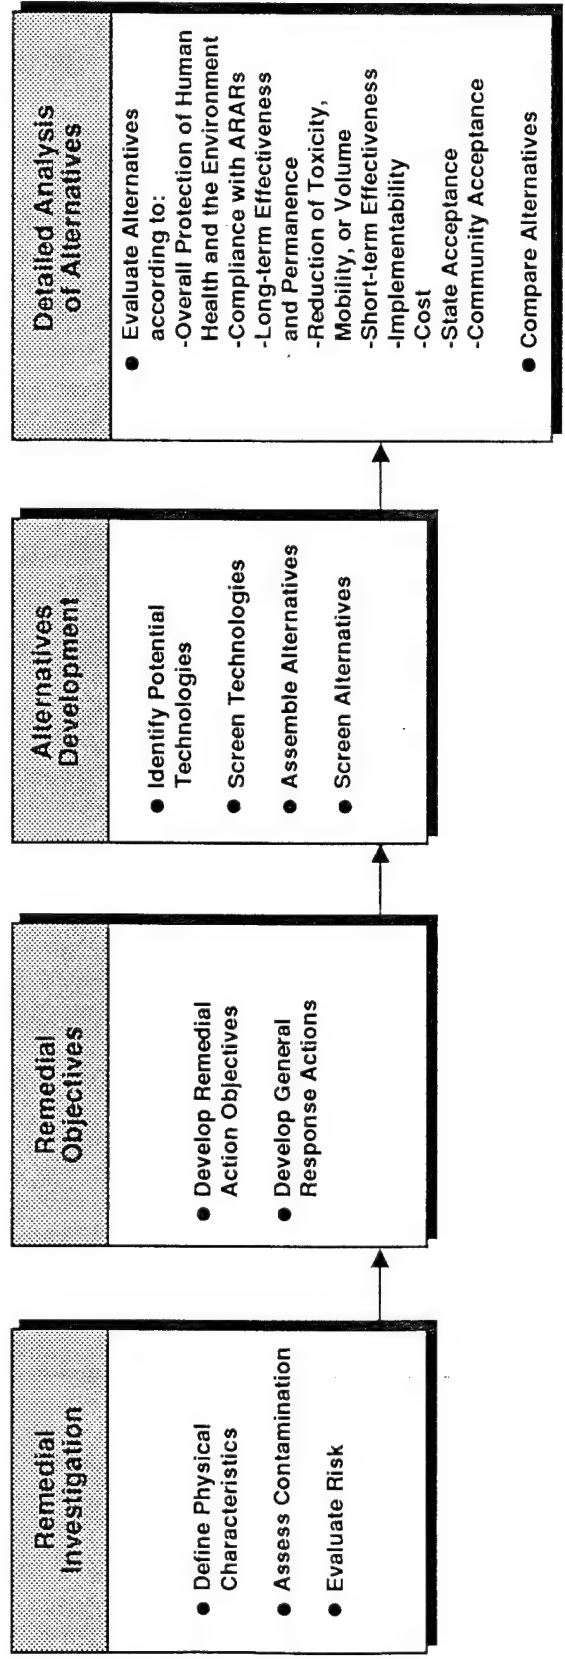 Remedial
Investigation
● Define Physical
Characteristics
● Assess Contamination
● Evaluate Risk
Remedial
Objectives
● Develop Remedial
Action Objectives
● Develop General
Response Actions
Alternatives
Development
● Identify Potential
Technologies
● Screen Technologies
● Assemble Alternatives
● Screen Alternatives
Detailed Analysis
of Alternatives
● Evaluate Alternatives
according to:
-Overall Protection of Human
Health and the Environment
-Compliance with ARARs
-Long-term Effectiveness
and Permanence
-Reduction of Toxicity,
Mobility, or Volume
-Short-term Effectiveness
-Implementability
-Cost
-State Acceptance
-Community Acceptance
● Compare Alternatives